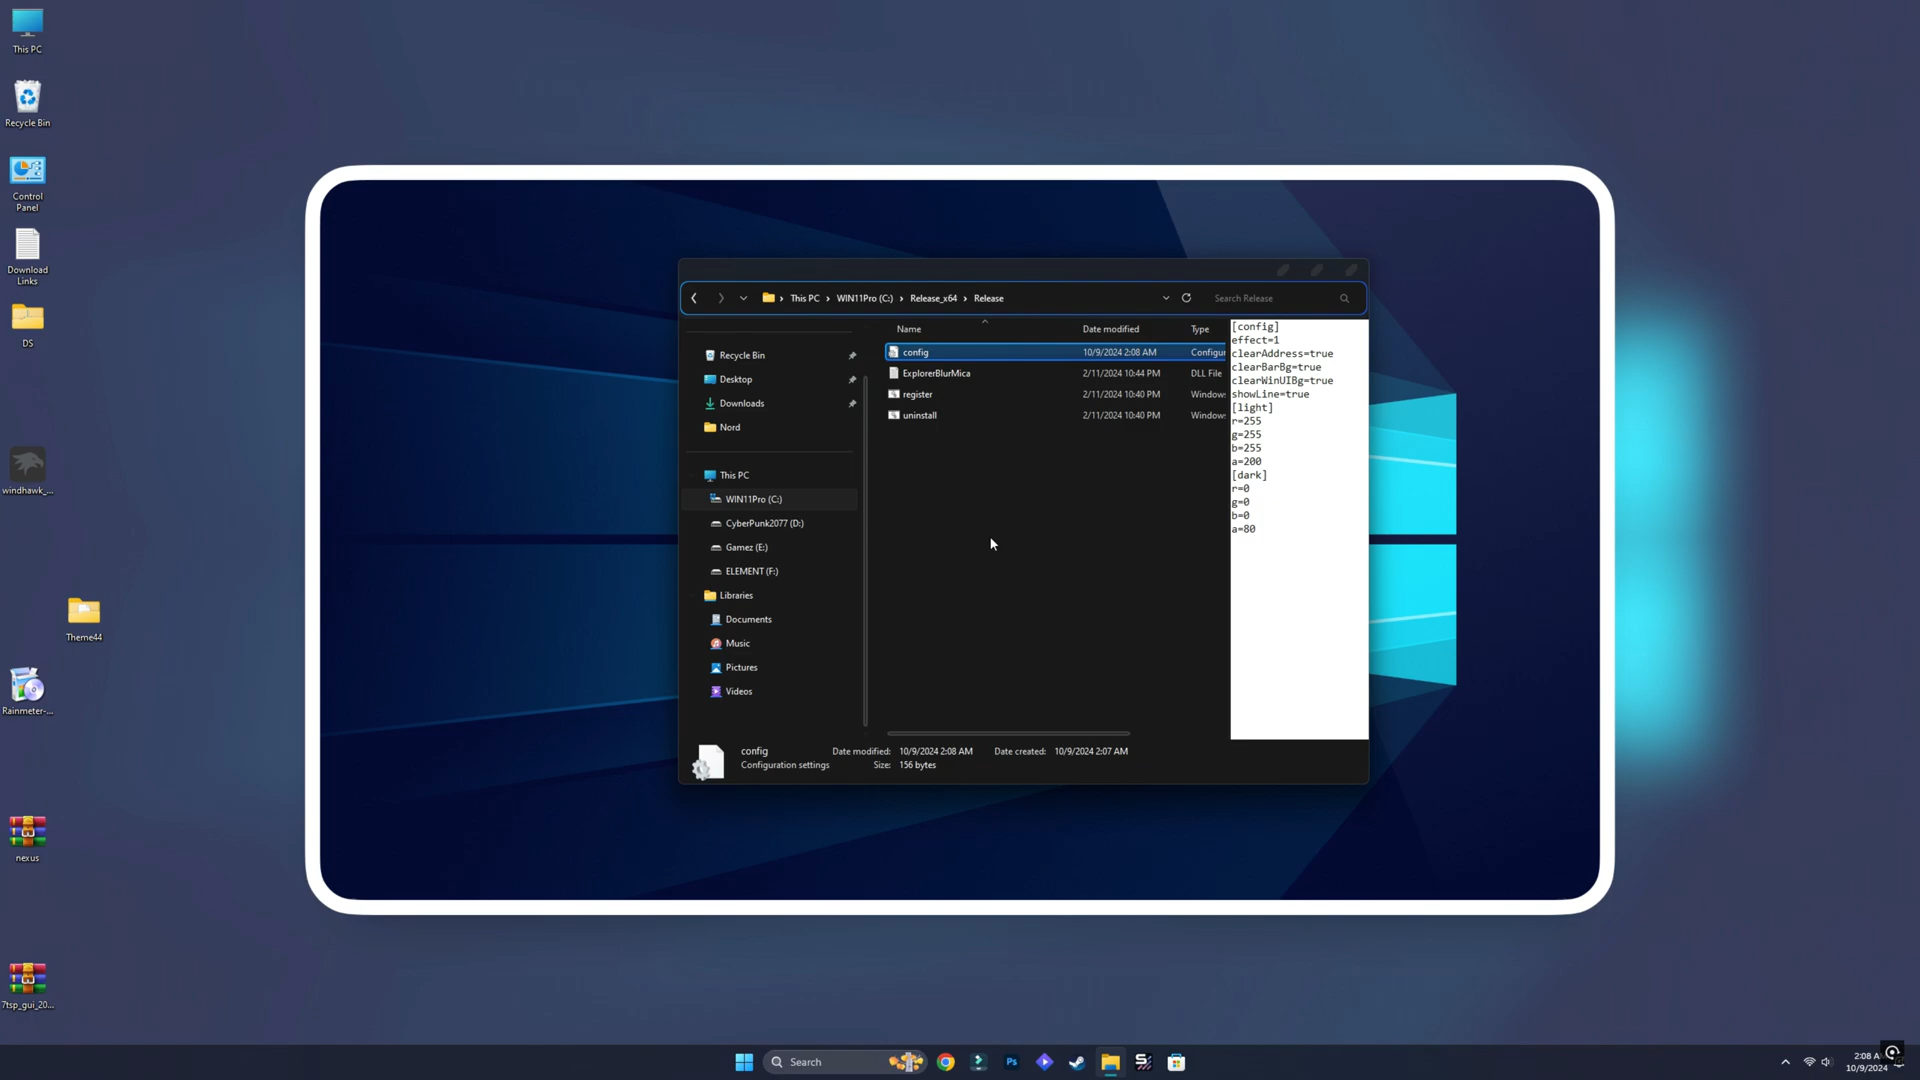 This PC
Recycle Bin
Control
Panel
Download
Links
DS
windhawk_...
Theme44
Rainmeter-...
nexus
7tsp_gui_20...
This PC
WIN11Pro (C:)
Release_x64
Release
Search Release
Recycle Bin
Desktop
Downloads
Nord
This PC
WIN11Pro (C:)
CyberPunk2077 (D:)
Gamez (E:)
ELEMENT (F:)
Libraries
Documents
Music
Pictures
Videos
Name Date modified Type
config 10/9/2024 2:08 AM Configu
ExplorerBlurMica 2/11/2024 10:44 PM DLL File
register 2/11/2024 10:40 PM Windows
uninstall 2/11/2024 10:40 PM Windows
[config]
effect=1
clearAddress=true
clearBarBg=true
clearWinUIBg=true
showLine=true
[light]
r=255
g=255
b=255
a=200
[dark]
r=0
g=0
b=0
a=80
config Date modified: 10/9/2024 2:08 AM Date created: 10/9/2024 2:07 AM
Configuration settings Size: 156 bytes
Search
Ps
2:08 A
10/9/2024